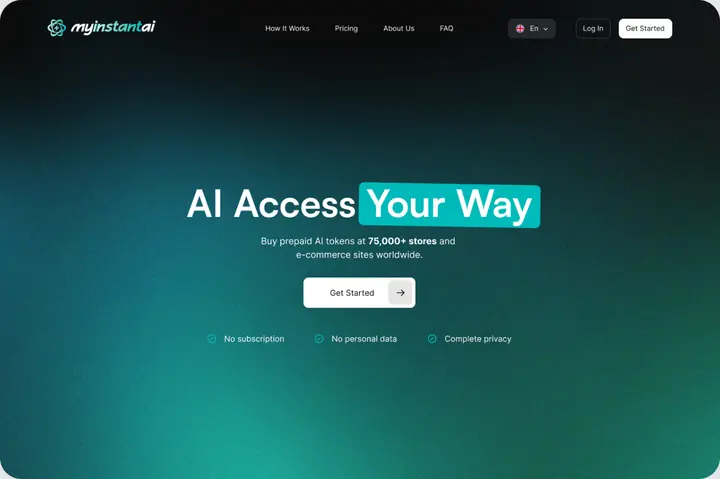 myinstantai
How It Works
Pricing
About Us
FAQ
En
Log In
Get Started
AI Access Your Way
Buy prepaid AI tokens at 75,000+ stores and
e-commerce sites worldwide.
Get Started
No subscription
No personal data
Complete privacy